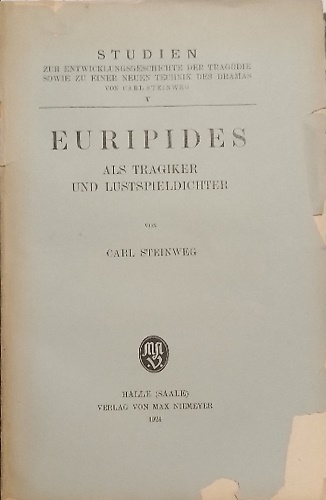 STUDIEN
ZUR ENTWICKLUNGSGESCHICHTE DER TRAGÖDIE
SOWIE ZU EINER NEUEN TECHNIK DES DRAMAS
VON CARL STEINWEG
V
EURIPIDES
ALS TRAGIKER
UND LUSTSPIELDICHTER
VON
CARL STEINWEG
MN
V.
HALLE (SAALE)
VERLAG VON MAX NIEMEYER
1924